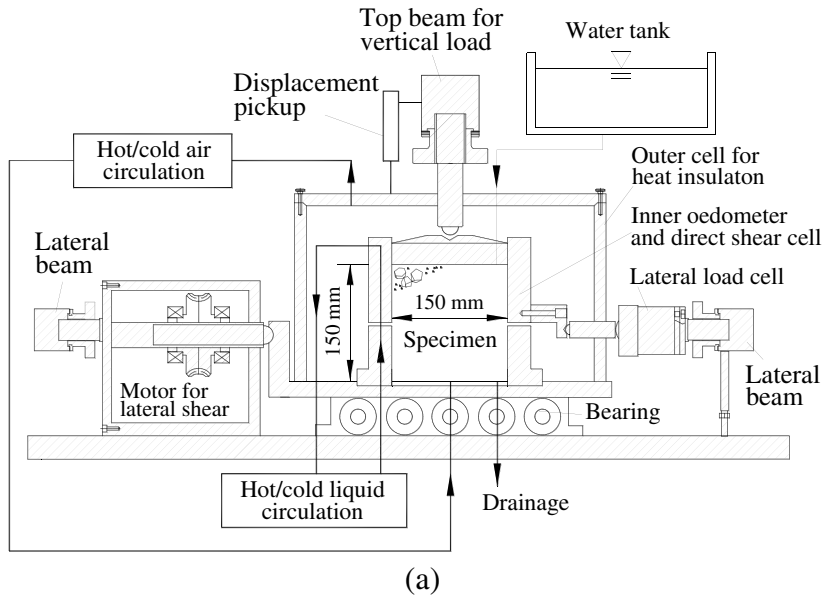 Top beam for
vertical load
Water tank
Displacement
pickup
Hot/cold air
circulation
Outer cell for
heat insulaton
Inner oedometer
and direct shear cell
Lateral
beam
Lateral load cell
150 mm
150 mm
Specimen
Motor for
lateral shear
Lateral
beam
Bearing
Hot/cold liquid
circulation
Drainage
(a)